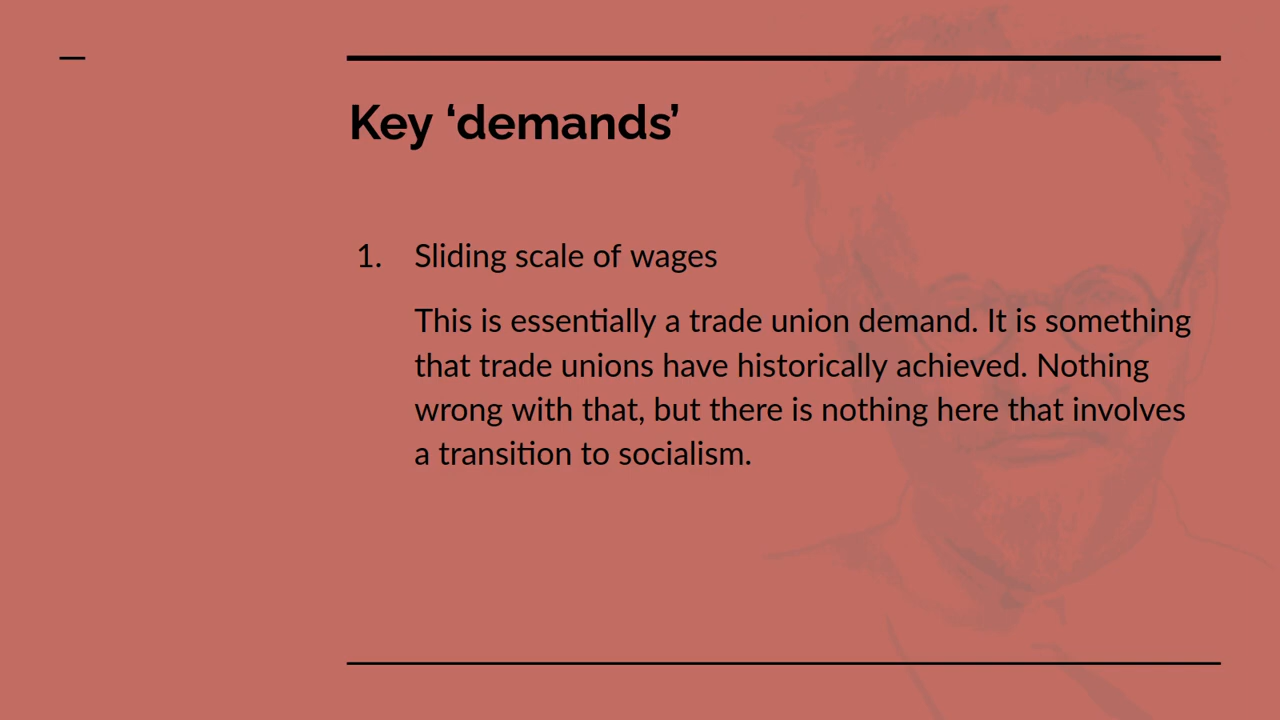 Key ‘demands’
1. Sliding scale of wages
This is essentially a trade union demand. It is something
that trade unions have historically achieved. Nothing
wrong with that, but there is nothing here that involves
a transition to socialism.